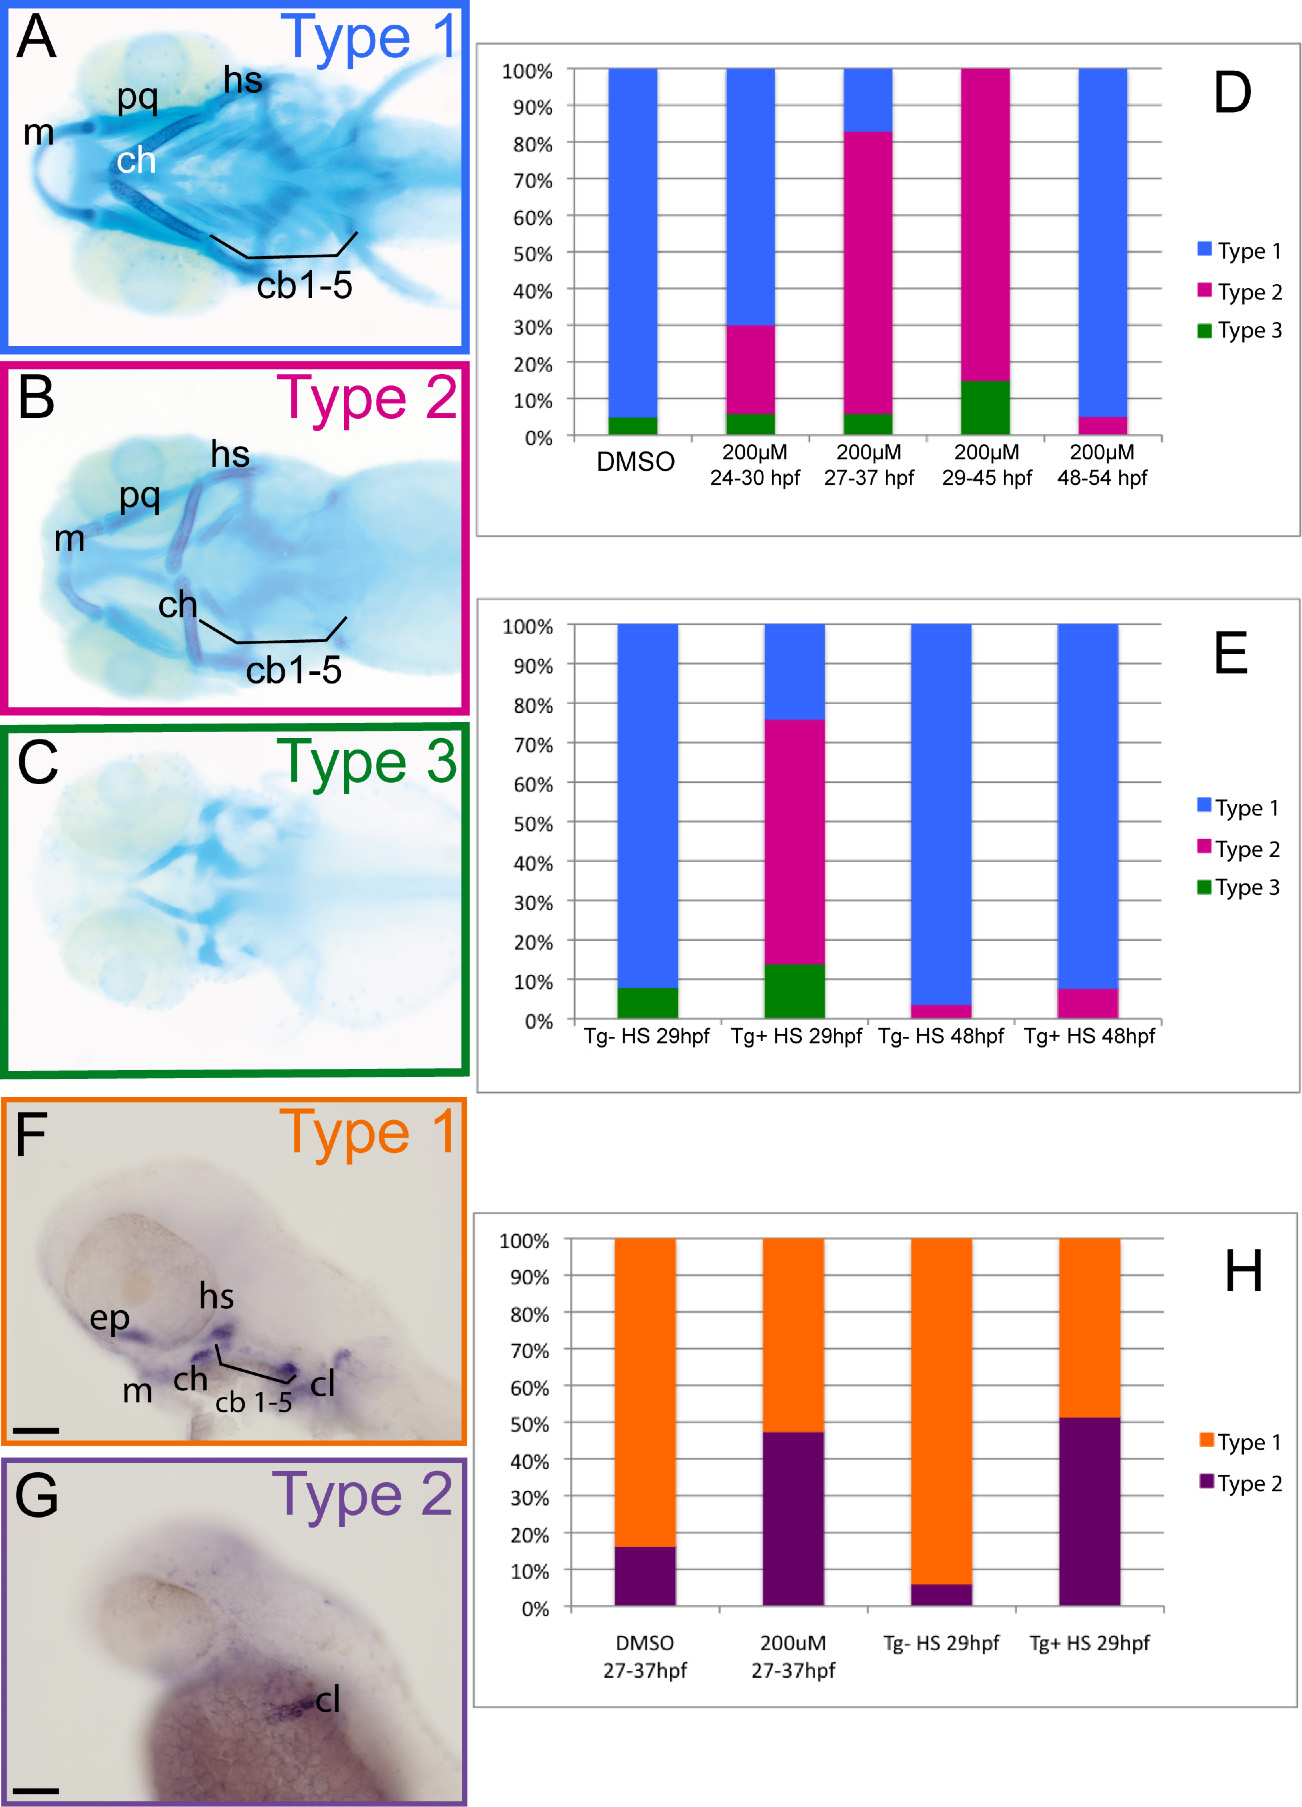 A
Type 1
hs
pq
m
ch
cb1-5
B
Type 2
hs
pq
m
ch
cb1-5
C
Type 3
D
100%
90%
80%
70%
60%
50%
40%
30%
20%
10%
0%
DMSO
200µM
24-30 hpf
200µM
27-37 hpf
200µM
29-45 hpf
200µM
48-54 hpf
Type 1
Type 2
Type 3
E
100%
90%
80%
70%
60%
50%
40%
30%
20%
10%
0%
Tg- HS 29hpf
Tg+ HS 29hpf
Tg- HS 48hpf
Tg+ HS 48hpf
Type 1
Type 2
Type 3
F
Type 1
hs
ep
m
ch
cb 1-5
cl
G
Type 2
cl
H
100%
90%
80%
70%
60%
50%
40%
30%
20%
10%
0%
DMSO
27-37hpf
200uM
27-37hpf
Tg- HS 29hpf
Tg+ HS 29hpf
Type 1
Type 2